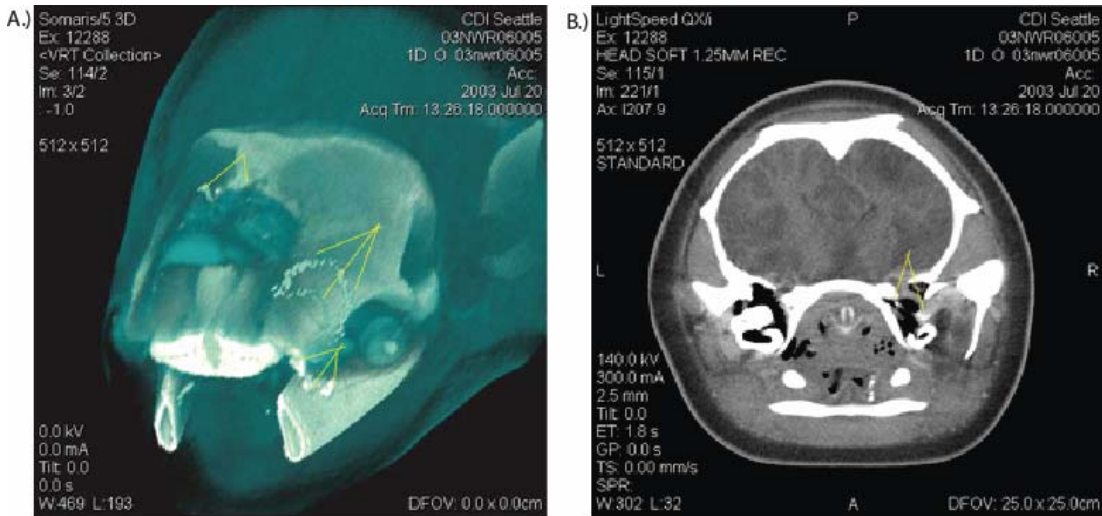 A.)
Somaris/5 3D
Ex: 12288
<VRT Collection>
Se: 114/2
Im: 3/2
: -1.0
512 x 512
CDI Seattle
03NWR06005
1D O 03nwr06005
Acc:
2003 Jul 20
Acq Tm: 13:26:18.000000
0.0 kV
0.0 mA
Tilt: 0.0
0.0 s
W:469 L:193
DFOV: 0.0 x 0.0cm
B.)
LightSpeed QX/i
Ex: 12288
HEAD SOFT 1.25MM REC
Se: 115/1
Im: 221/1
Ax: I207.9
512 x 512
STANDARD
P
CDI Seattle
03NWR06005
1D O 03nwr06005
Acc:
2003 Jul 20
Acq Tm: 13:26:18.000000
L
R
140.0 kV
300.0 mA
2.5 mm
Tilt: 0.0
ET: 1.8 s
GP: 0.0 s
TS: 0.00 mm/s
SPR:
W:302 L:32
A
DFOV: 25.0 x 25.0cm